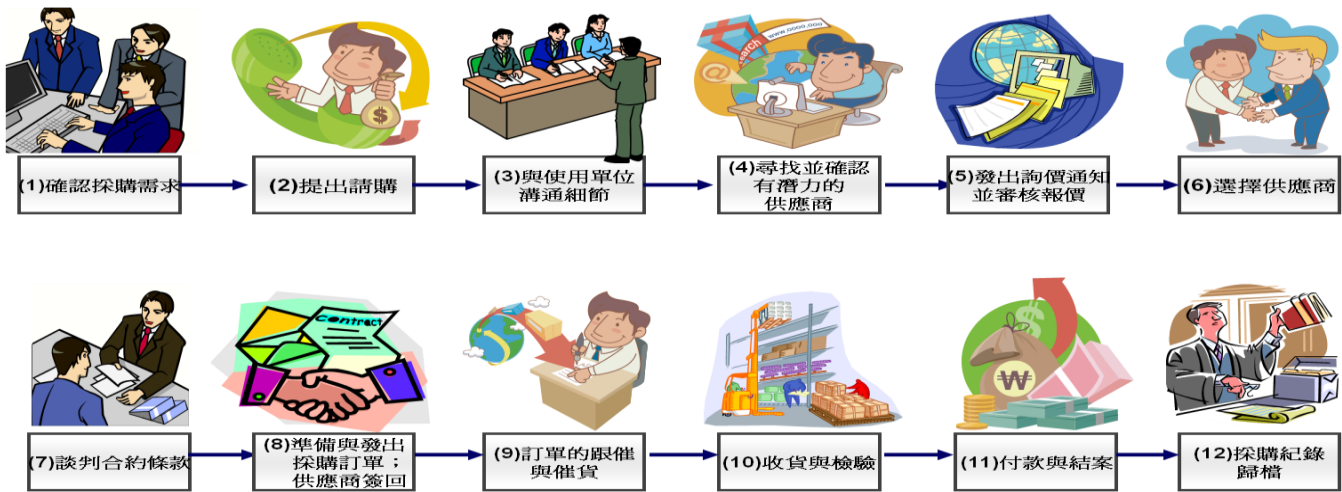 www.oooo.ooo
search
@
$
(1)確認採購需求
(2)提出請購
(3)與使用單位
溝通細節
(4)尋找並確認
有潛力的
供應商
(5)發出詢價通知
並審核報價
(6)選擇供應商
contract
$
₩
(7)談判合約條款
(8)準備與發出
採購訂單；
供應商簽回
(9)訂單的跟催
與催貨
(10)收貨與檢驗
(11)付款與結案
(12)採購紀錄
歸檔